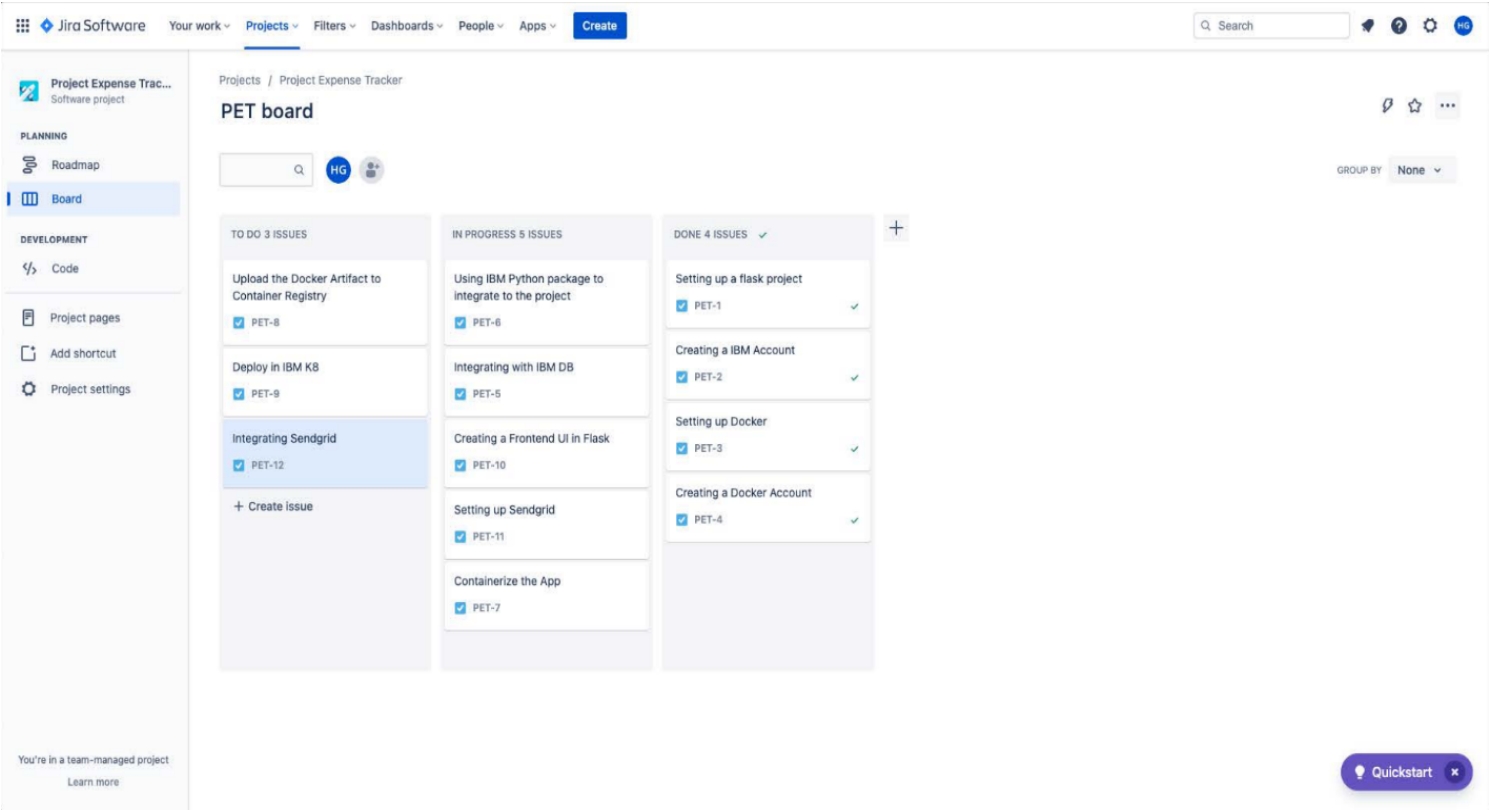 Jira Software Your work Projects Filters Dashboards People Apps Create Search HG
Project Expense Trac...
Software project
PLANNING
Roadmap
Board
DEVELOPMENT
Code
Project pages
Add shortcut
Project settings
You're in a team-managed project
Learn more
Projects / Project Expense Tracker
PET board
HG
GROUP BY None
TO DO 3 ISSUES
Upload the Docker Artifact to
Container Registry
PET-8
Deploy in IBM K8
PET-9
Integrating Sendgrid
PET-12
+ Create issue
IN PROGRESS 5 ISSUES
Using IBM Python package to
integrate to the project
PET-6
Integrating with IBM DB
PET-5
Creating a Frontend UI in Flask
PET-10
Setting up Sendgrid
PET-11
Containerize the App
PET-7
DONE 4 ISSUES
Setting up a flask project
PET-1
Creating a IBM Account
PET-2
Setting up Docker
PET-3
Creating a Docker Account
PET-4
Quickstart